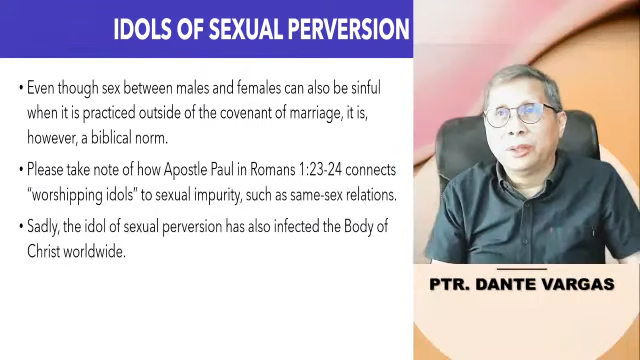 IDOLS OF SEXUAL PERVERSION
• Even though sex between males and females can also be sinful
when it is practiced outside of the covenant of marriage, it is,
however, a biblical norm.
• Please take note of how Apostle Paul in Romans 1:23-24 connects
“worshipping idols” to sexual impurity, such as same-sex relations.
• Sadly, the idol of sexual perversion has also infected the Body of
Christ worldwide.
PTR. DANTE VARGAS